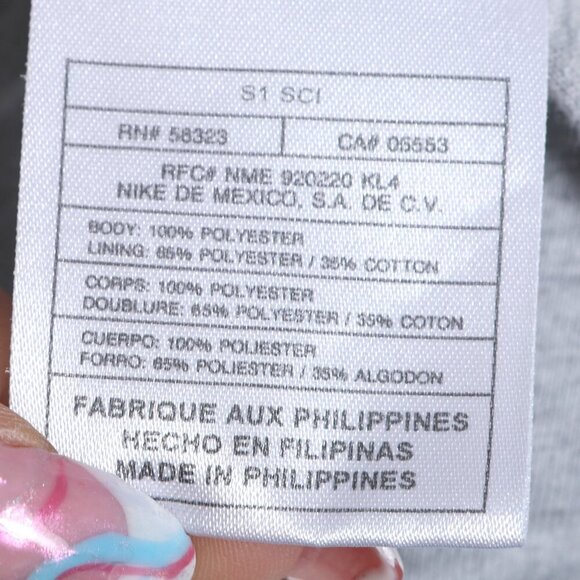 S1 SCI
RN# 56323 CA# 05553
RFC# NME 920220 KL4
NIKE DE MEXICO, S.A. DE C.V.
BODY: 100% POLYESTER
LINING: 65% POLYESTER / 35% COTTON
CORPS: 100% POLYESTER
DOUBLURE: 65% POLYESTER / 35% COTON
CUERPO: 100% POLIESTER
FORRO: 65% POLIESTER / 35% ALGODON
FABRIQUE AUX PHILIPPINES
HECHO EN FILIPINAS
MADE IN PHILIPPINES